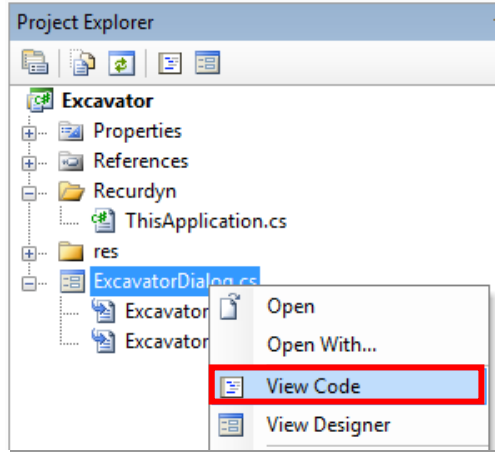 Project Explorer
Excavator
Properties
References
Recurdyn
ThisApplication.cs
res
ExcavatorDialog.cs
Excavator
Excavator
Open
Open With...
View Code
View Designer